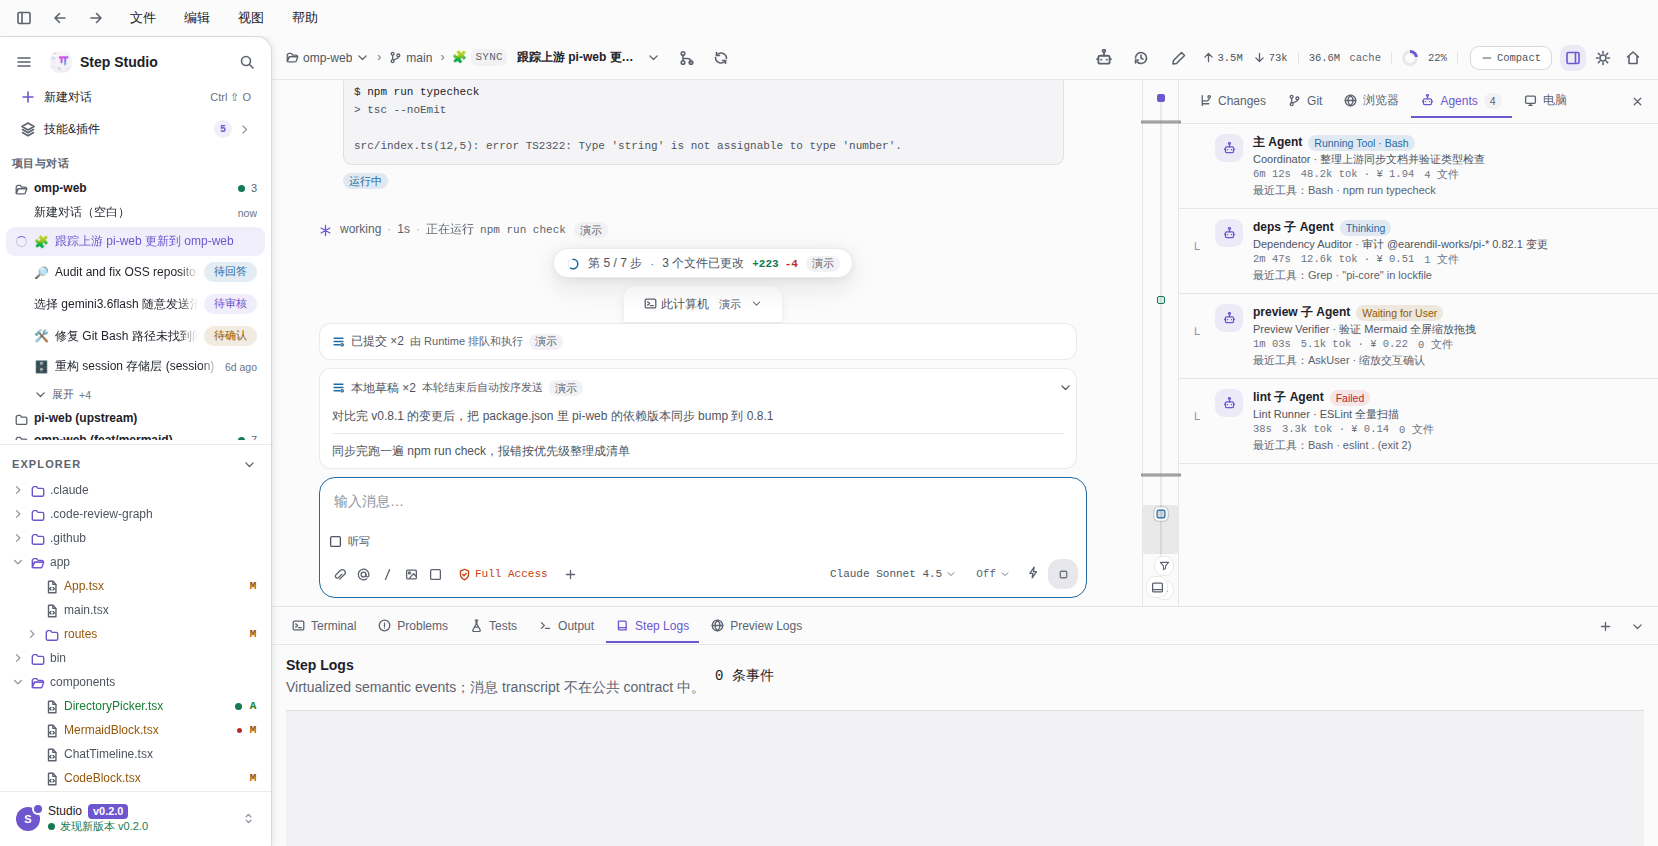 文件 编辑 视图 帮助
Step Studio
新建对话 Ctrl ⇧ O
技能&插件 5
项目与对话
omp-web 3
新建对话（空白） now
🧩 跟踪上游 pi-web 更新到 omp-web
🔎 Audit and fix OSS reposito 待回答
选择 gemini3.6flash 随意发送 待审核
🛠️ 修复 Git Bash 路径未找到 待确认
🗄️ 重构 session 存储层 (session) 6d ago
展开 +4
pi-web (upstream)
omp-web (feat/mermaid) 7
EXPLORER
.claude
.code-review-graph
.github
app
App.tsx M
main.tsx
routes M
bin
components
DirectoryPicker.tsx A
MermaidBlock.tsx M
ChatTimeline.tsx
CodeBlock.tsx M
S Studio v0.2.0
发现新版本 v0.2.0
omp-web › main › 🧩 SYNC 跟踪上游 pi-web 更…
3.5M 73k 36.6M cache 22% Compact
$ npm run typecheck
> tsc --noEmit
src/index.ts(12,5): error TS2322: Type 'string' is not assignable to type 'number'.
运行中
working · 1s · 正在运行 npm run check 演示
第 5 / 7 步 · 3 个文件已更改 +223 -4 演示
此计算机 演示
已提交 ×2 由 Runtime 排队和执行 演示
本地草稿 ×2 本轮结束后自动按序发送 演示
对比完 v0.8.1 的变更后，把 package.json 里 pi-web 的依赖版本同步 bump 到 0.8.1
同步完跑一遍 npm run check，报错按优先级整理成清单
输入消息…
听写
Full Access
Claude Sonnet 4.5 Off
Changes Git 浏览器 Agents 4 电脑
主 Agent Running Tool · Bash
Coordinator · 整理上游同步文档并验证类型检查
6m 12s 48.2k tok · ¥ 1.94 4 文件
最近工具：Bash · npm run typecheck
deps 子 Agent Thinking
Dependency Auditor · 审计 @earendil-works/pi-* 0.82.1 变更
2m 47s 12.6k tok · ¥ 0.51 1 文件
最近工具：Grep · "pi-core" in lockfile
preview 子 Agent Waiting for User
Preview Verifier · 验证 Mermaid 全屏缩放拖拽
1m 03s 5.1k tok · ¥ 0.22 0 文件
最近工具：AskUser · 缩放交互确认
lint 子 Agent Failed
Lint Runner · ESLint 全量扫描
38s 3.3k tok · ¥ 0.14 0 文件
最近工具：Bash · eslint . (exit 2)
Terminal Problems Tests Output Step Logs Preview Logs
Step Logs
Virtualized semantic events；消息 transcript 不在公共 contract 中。
0 条事件